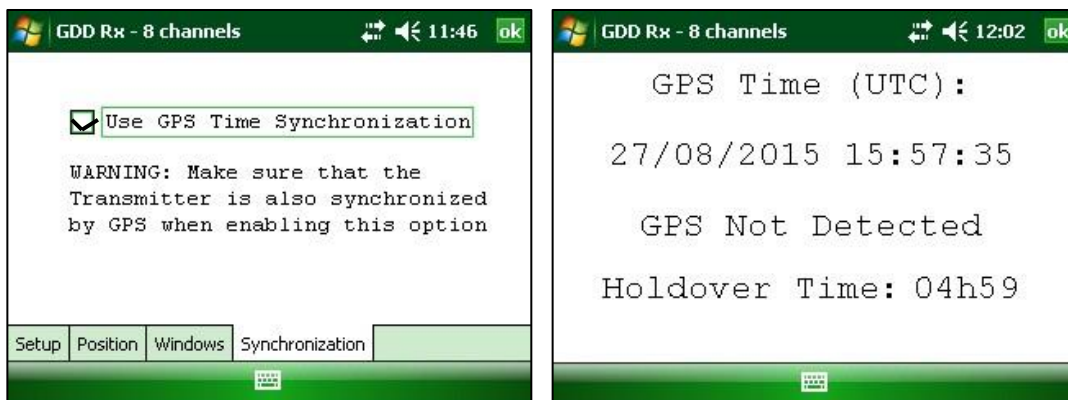 GDD Rx - 8 channels 11:46 ok
Use GPS Time Synchronization
WARNING: Make sure that the
Transmitter is also synchronized
by GPS when enabling this option
Setup Position Windows Synchronization
GDD Rx - 8 channels 12:02 ok
GPS Time (UTC):
27/08/2015 15:57:35
GPS Not Detected
Holdover Time: 04h59